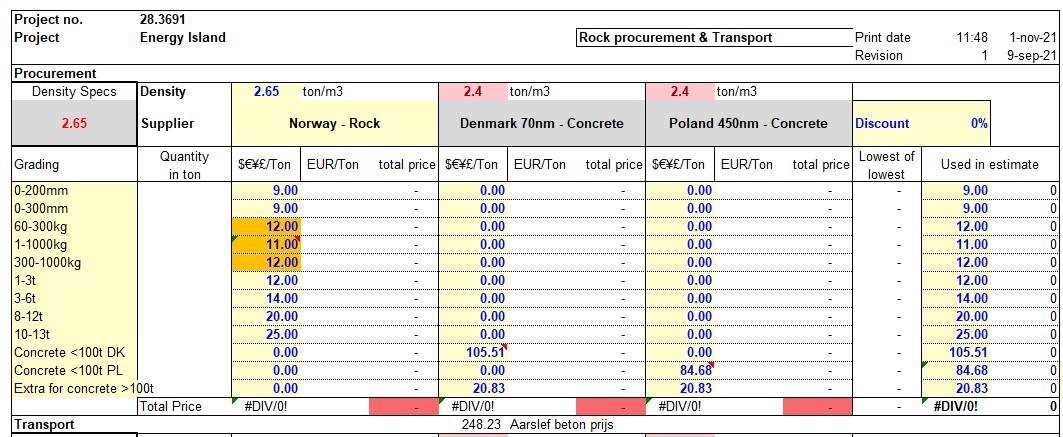 Project no. 28.3691
Project Energy Island Rock procurement & Transport Print date 11:48 1-nov-21
Revision 1 9-sep-21
Procurement
Density Specs Density 2.65 ton/m3 2.4 ton/m3 2.4 ton/m3
2.65 Supplier Norway - Rock Denmark 70nm - Concrete Poland 450nm - Concrete Discount 0%
Grading Quantity in ton $€¥£/Ton EUR/Ton total price $€¥£/Ton EUR/Ton total price $€¥£/Ton EUR/Ton total price Lowest of lowest Used in estimate
0-200mm 9.00 - 0.00 - 0.00 - - 9.00 0
0-300mm 9.00 - 0.00 - 0.00 - - 9.00 0
60-300kg 12.00 - 0.00 - 0.00 - - 12.00 0
1-1000kg 11.00 - 0.00 - 0.00 - - 11.00 0
300-1000kg 12.00 - 0.00 - 0.00 - - 12.00 0
1-3t 12.00 - 0.00 - 0.00 - - 12.00 0
3-6t 14.00 - 0.00 - 0.00 - - 14.00 0
8-12t 20.00 - 0.00 - 0.00 - - 20.00 0
10-13t 25.00 - 0.00 - 0.00 - - 25.00 0
Concrete <100t DK 0.00 - 105.51 - 0.00 - - 105.51 0
Concrete <100t PL 0.00 - 0.00 - 84.68 - - 84.68 0
Extra for concrete >100t 0.00 - 20.83 - 20.83 - - 20.83 0
Total Price #DIV/0! - #DIV/0! - #DIV/0! - - #DIV/0! 0
Transport 248.23 Aarslef beton prijs